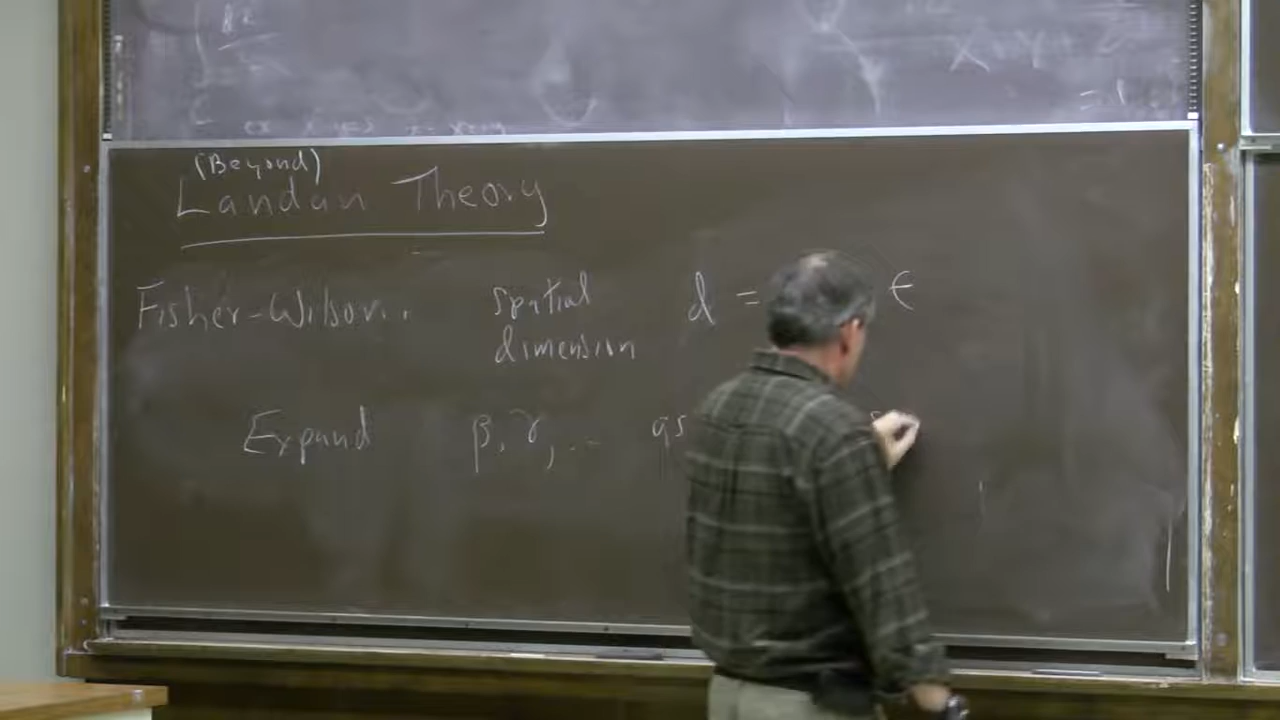 (Beyond)
Landau Theory
Fisher-Wilson.. spatial dimension d = ϵ
Expand β, γ, .. as